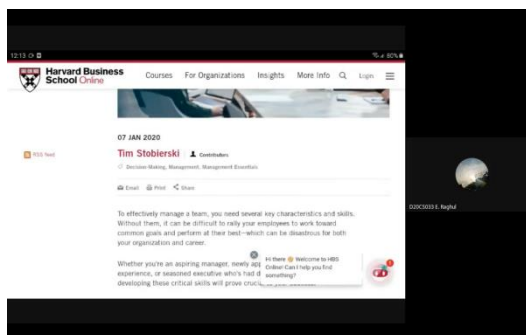 12:13
80%
Harvard Business
School Online
Courses For Organizations Insights More Info Login
07 JAN 2020
RSS feed
Tim Stobierski Contributors
Decision-Making, Management, Management Essentials
Email Print Share
To effectively manage a team, you need several key characteristics and skills.
Without them, it can be difficult to rally your employees to work toward
common goals and perform at their best—which can be disastrous for both
your organization and career.
Whether you're an aspiring manager, newly app
experience, or seasoned executive who's had d
developing these critical skills will prove cruci
Hi there 👋 Welcome to HBS
Online! Can I help you find
something?
1
D20CS033 E. Raghul